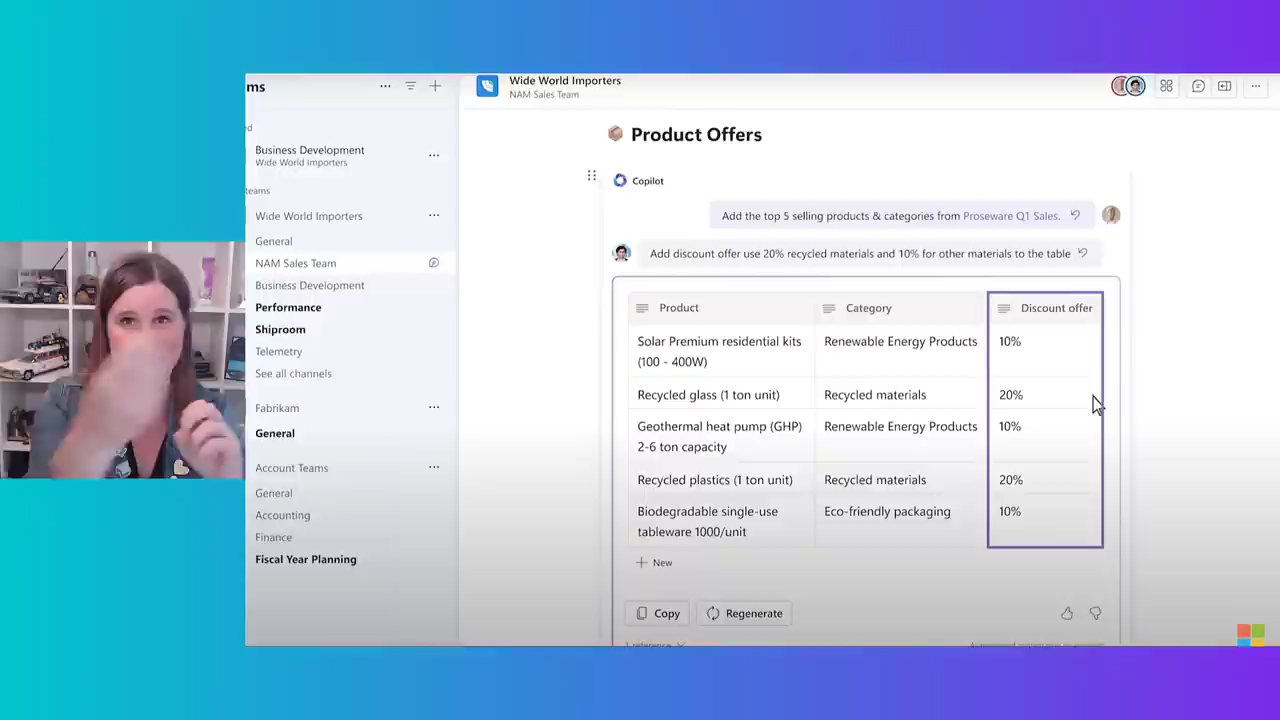 ms
Wide World Importers
NAM Sales Team
ed
Business Development
Wide World Importers
teams
Wide World Importers
General
NAM Sales Team
Business Development
Performance
Shiproom
Telemetry
See all channels
Fabrikam
General
Account Teams
General
Accounting
Finance
Fiscal Year Planning
Product Offers
Copilot
Add the top 5 selling products & categories from Proseware Q1 Sales.
Add discount offer use 20% recycled materials and 10% for other materials to the table
Product Category Discount offer
Solar Premium residential kits
(100 - 400W) Renewable Energy Products 10%
Recycled glass (1 ton unit) Recycled materials 20%
Geothermal heat pump (GHP)
2-6 ton capacity Renewable Energy Products 10%
Recycled plastics (1 ton unit) Recycled materials 20%
Biodegradable single-use
tableware 1000/unit Eco-friendly packaging 10%
New
Copy Regenerate
1 reference